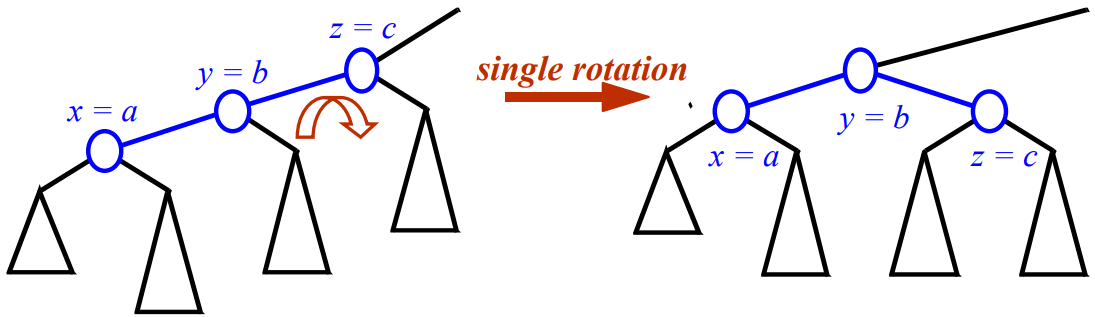 z = c
y = b
x = a
single rotation
y = b
x = a
z = c